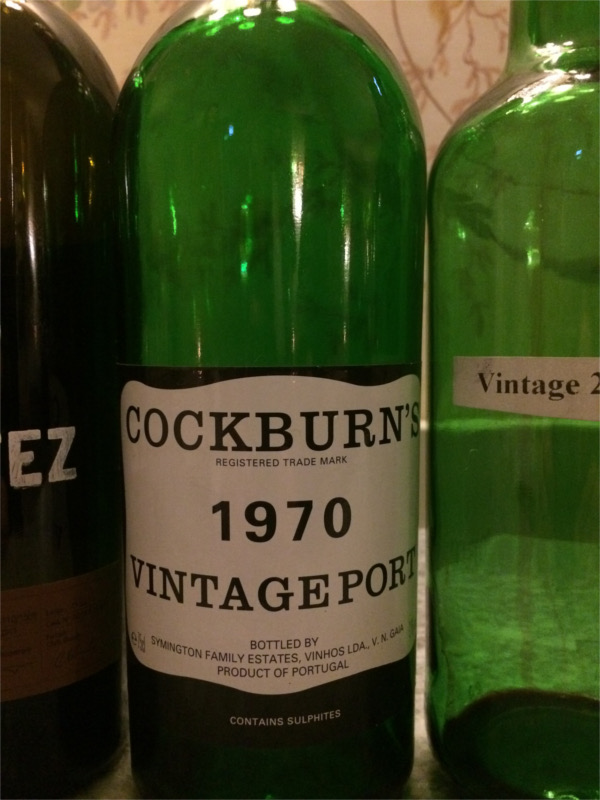 EZ
COCKBURN'S
REGISTERED TRADE MARK
1970
VINTAGE PORT
BOTTLED BY
SYMINGTON FAMILY ESTATES, VINHOS LDA., V. N. GAIA
PRODUCT OF PORTUGAL
CONTAINS SULPHITES
Vintage 2